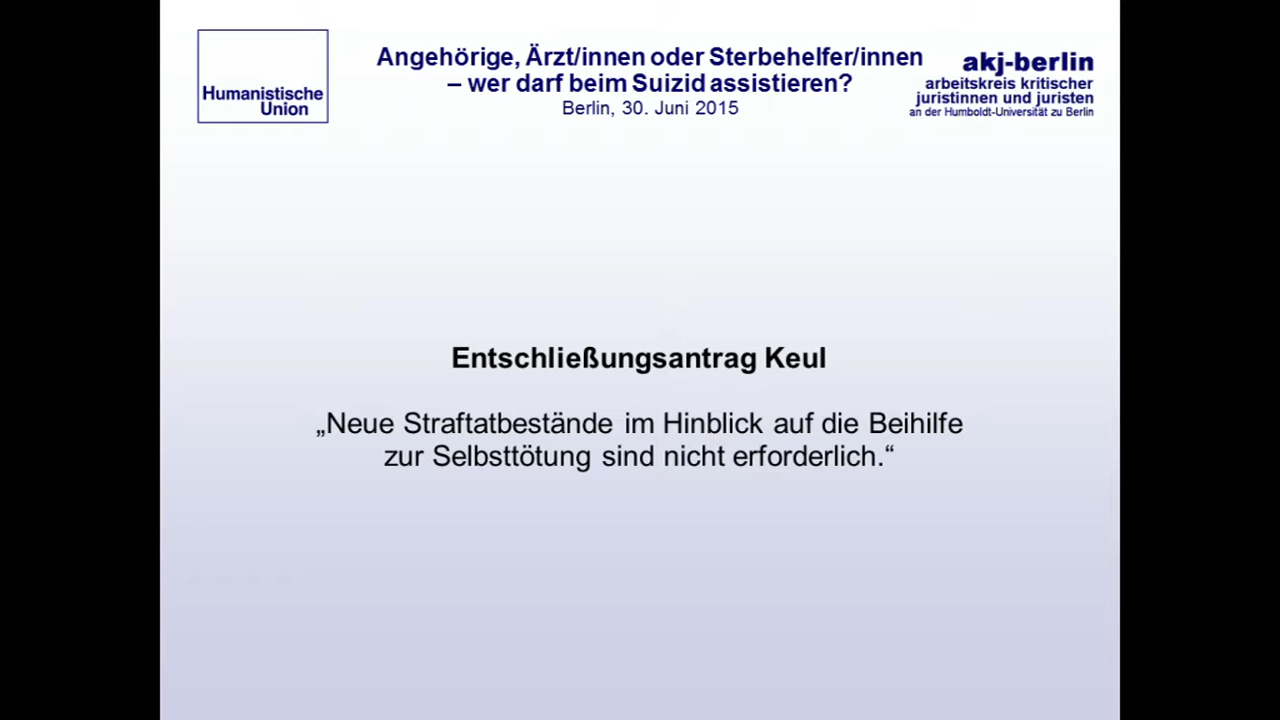 Humanistische
Union
Angehörige, Ärzt/innen oder Sterbehelfer/innen
– wer darf beim Suizid assistieren?
Berlin, 30. Juni 2015
akj-berlin
arbeitskreis kritischer
juristinnen und juristen
an der Humboldt-Universität zu Berlin
Entschließungsantrag Keul
„Neue Straftatbestände im Hinblick auf die Beihilfe
zur Selbsttötung sind nicht erforderlich.“